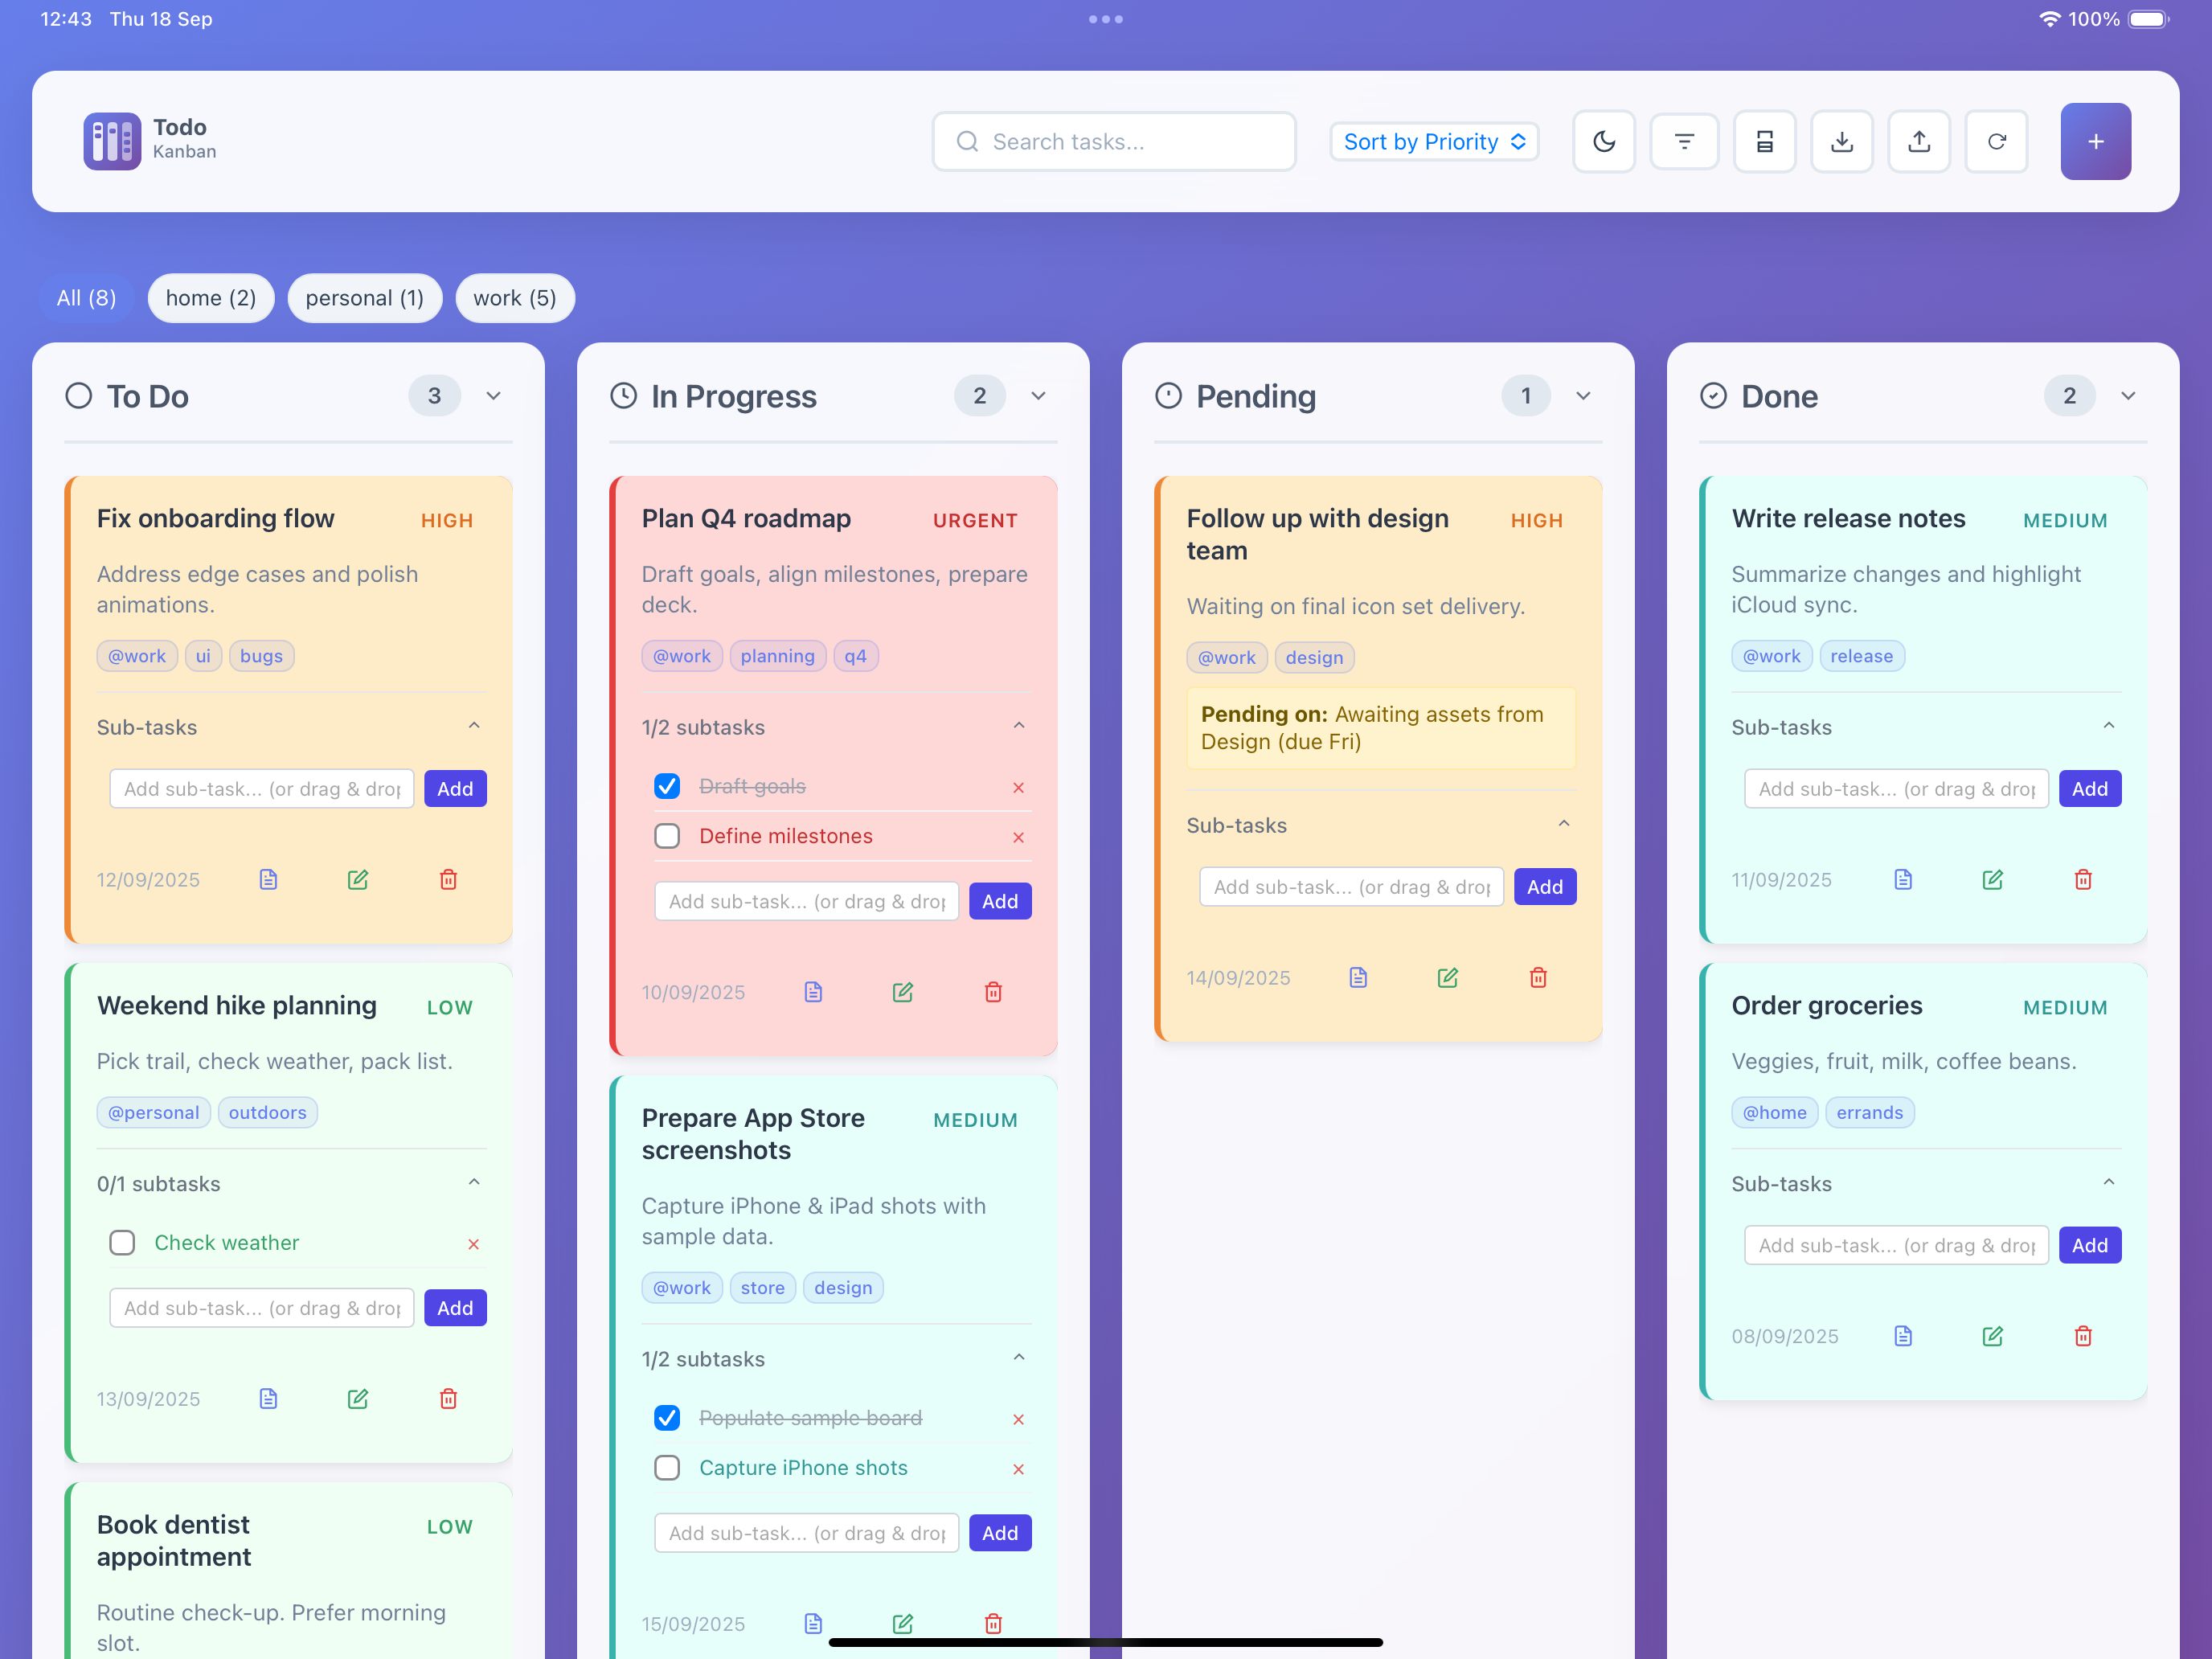 12:43 Thu 18 Sep
100%
Todo
Kanban
Search tasks...
Sort by Priority
All (8)
home (2)
personal (1)
work (5)
To Do
3
Fix onboarding flow
HIGH
Address edge cases and polish
animations.
@work
ui
bugs
Sub-tasks
Add sub-task... (or drag & drop
Add
12/09/2025
Weekend hike planning
LOW
Pick trail, check weather, pack list.
@personal
outdoors
0/1 subtasks
Check weather
Add sub-task... (or drag & drop
Add
13/09/2025
Book dentist
appointment
LOW
Routine check-up. Prefer morning
slot.
In Progress
2
Plan Q4 roadmap
URGENT
Draft goals, align milestones, prepare
deck.
@work
planning
q4
1/2 subtasks
Draft goals
Define milestones
Add sub-task... (or drag & drop
Add
10/09/2025
Prepare App Store
screenshots
MEDIUM
Capture iPhone & iPad shots with
sample data.
@work
store
design
1/2 subtasks
Populate sample board
Capture iPhone shots
Add sub-task... (or drag & drop
Add
15/09/2025
Pending
1
Follow up with design
team
HIGH
Waiting on final icon set delivery.
@work
design
Pending on: Awaiting assets from
Design (due Fri)
Sub-tasks
Add sub-task... (or drag & drop
Add
14/09/2025
Done
2
Write release notes
MEDIUM
Summarize changes and highlight
iCloud sync.
@work
release
Sub-tasks
Add sub-task... (or drag & drop
Add
11/09/2025
Order groceries
MEDIUM
Veggies, fruit, milk, coffee beans.
@home
errands
Sub-tasks
Add sub-task... (or drag & drop
Add
08/09/2025